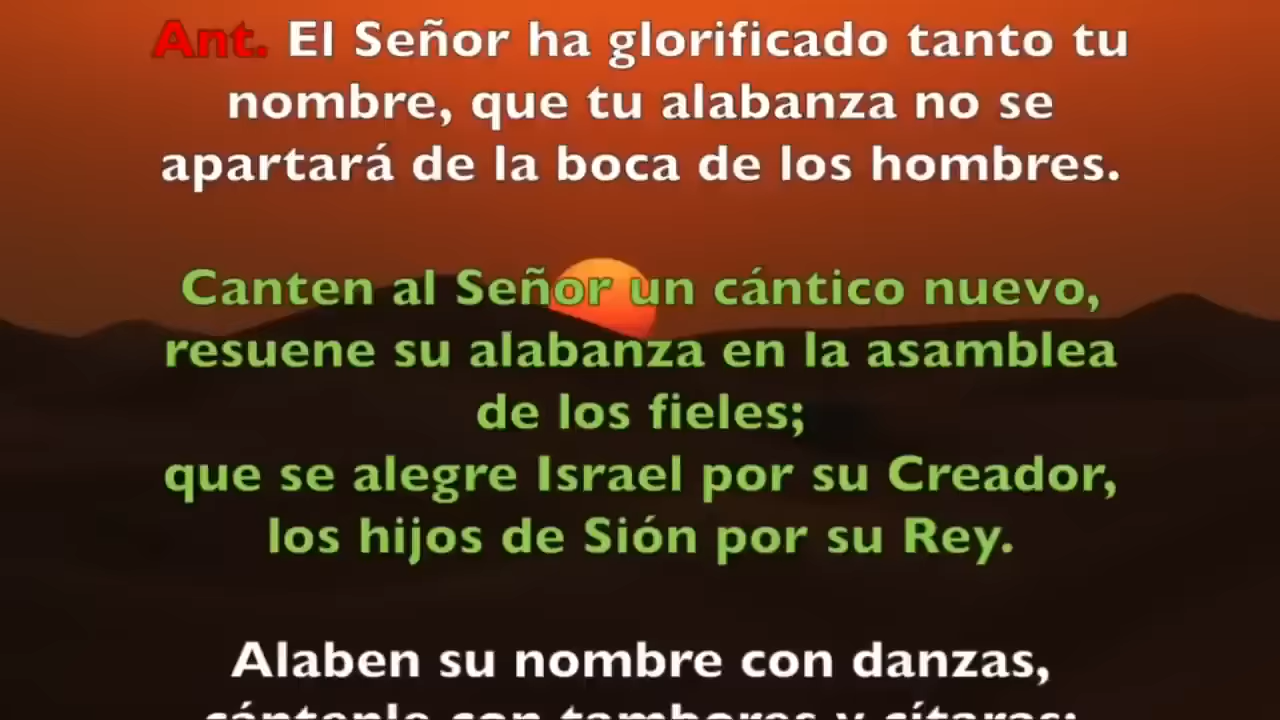 Ant. El Señor ha glorificado tanto tu
nombre, que tu alabanza no se
apartará de la boca de los hombres.
Canten al Señor un cántico nuevo,
resuene su alabanza en la asamblea
de los fieles;
que se alegre Israel por su Creador,
los hijos de Sión por su Rey.
Alaben su nombre con danzas,
cántenle con tambores y cítaras;